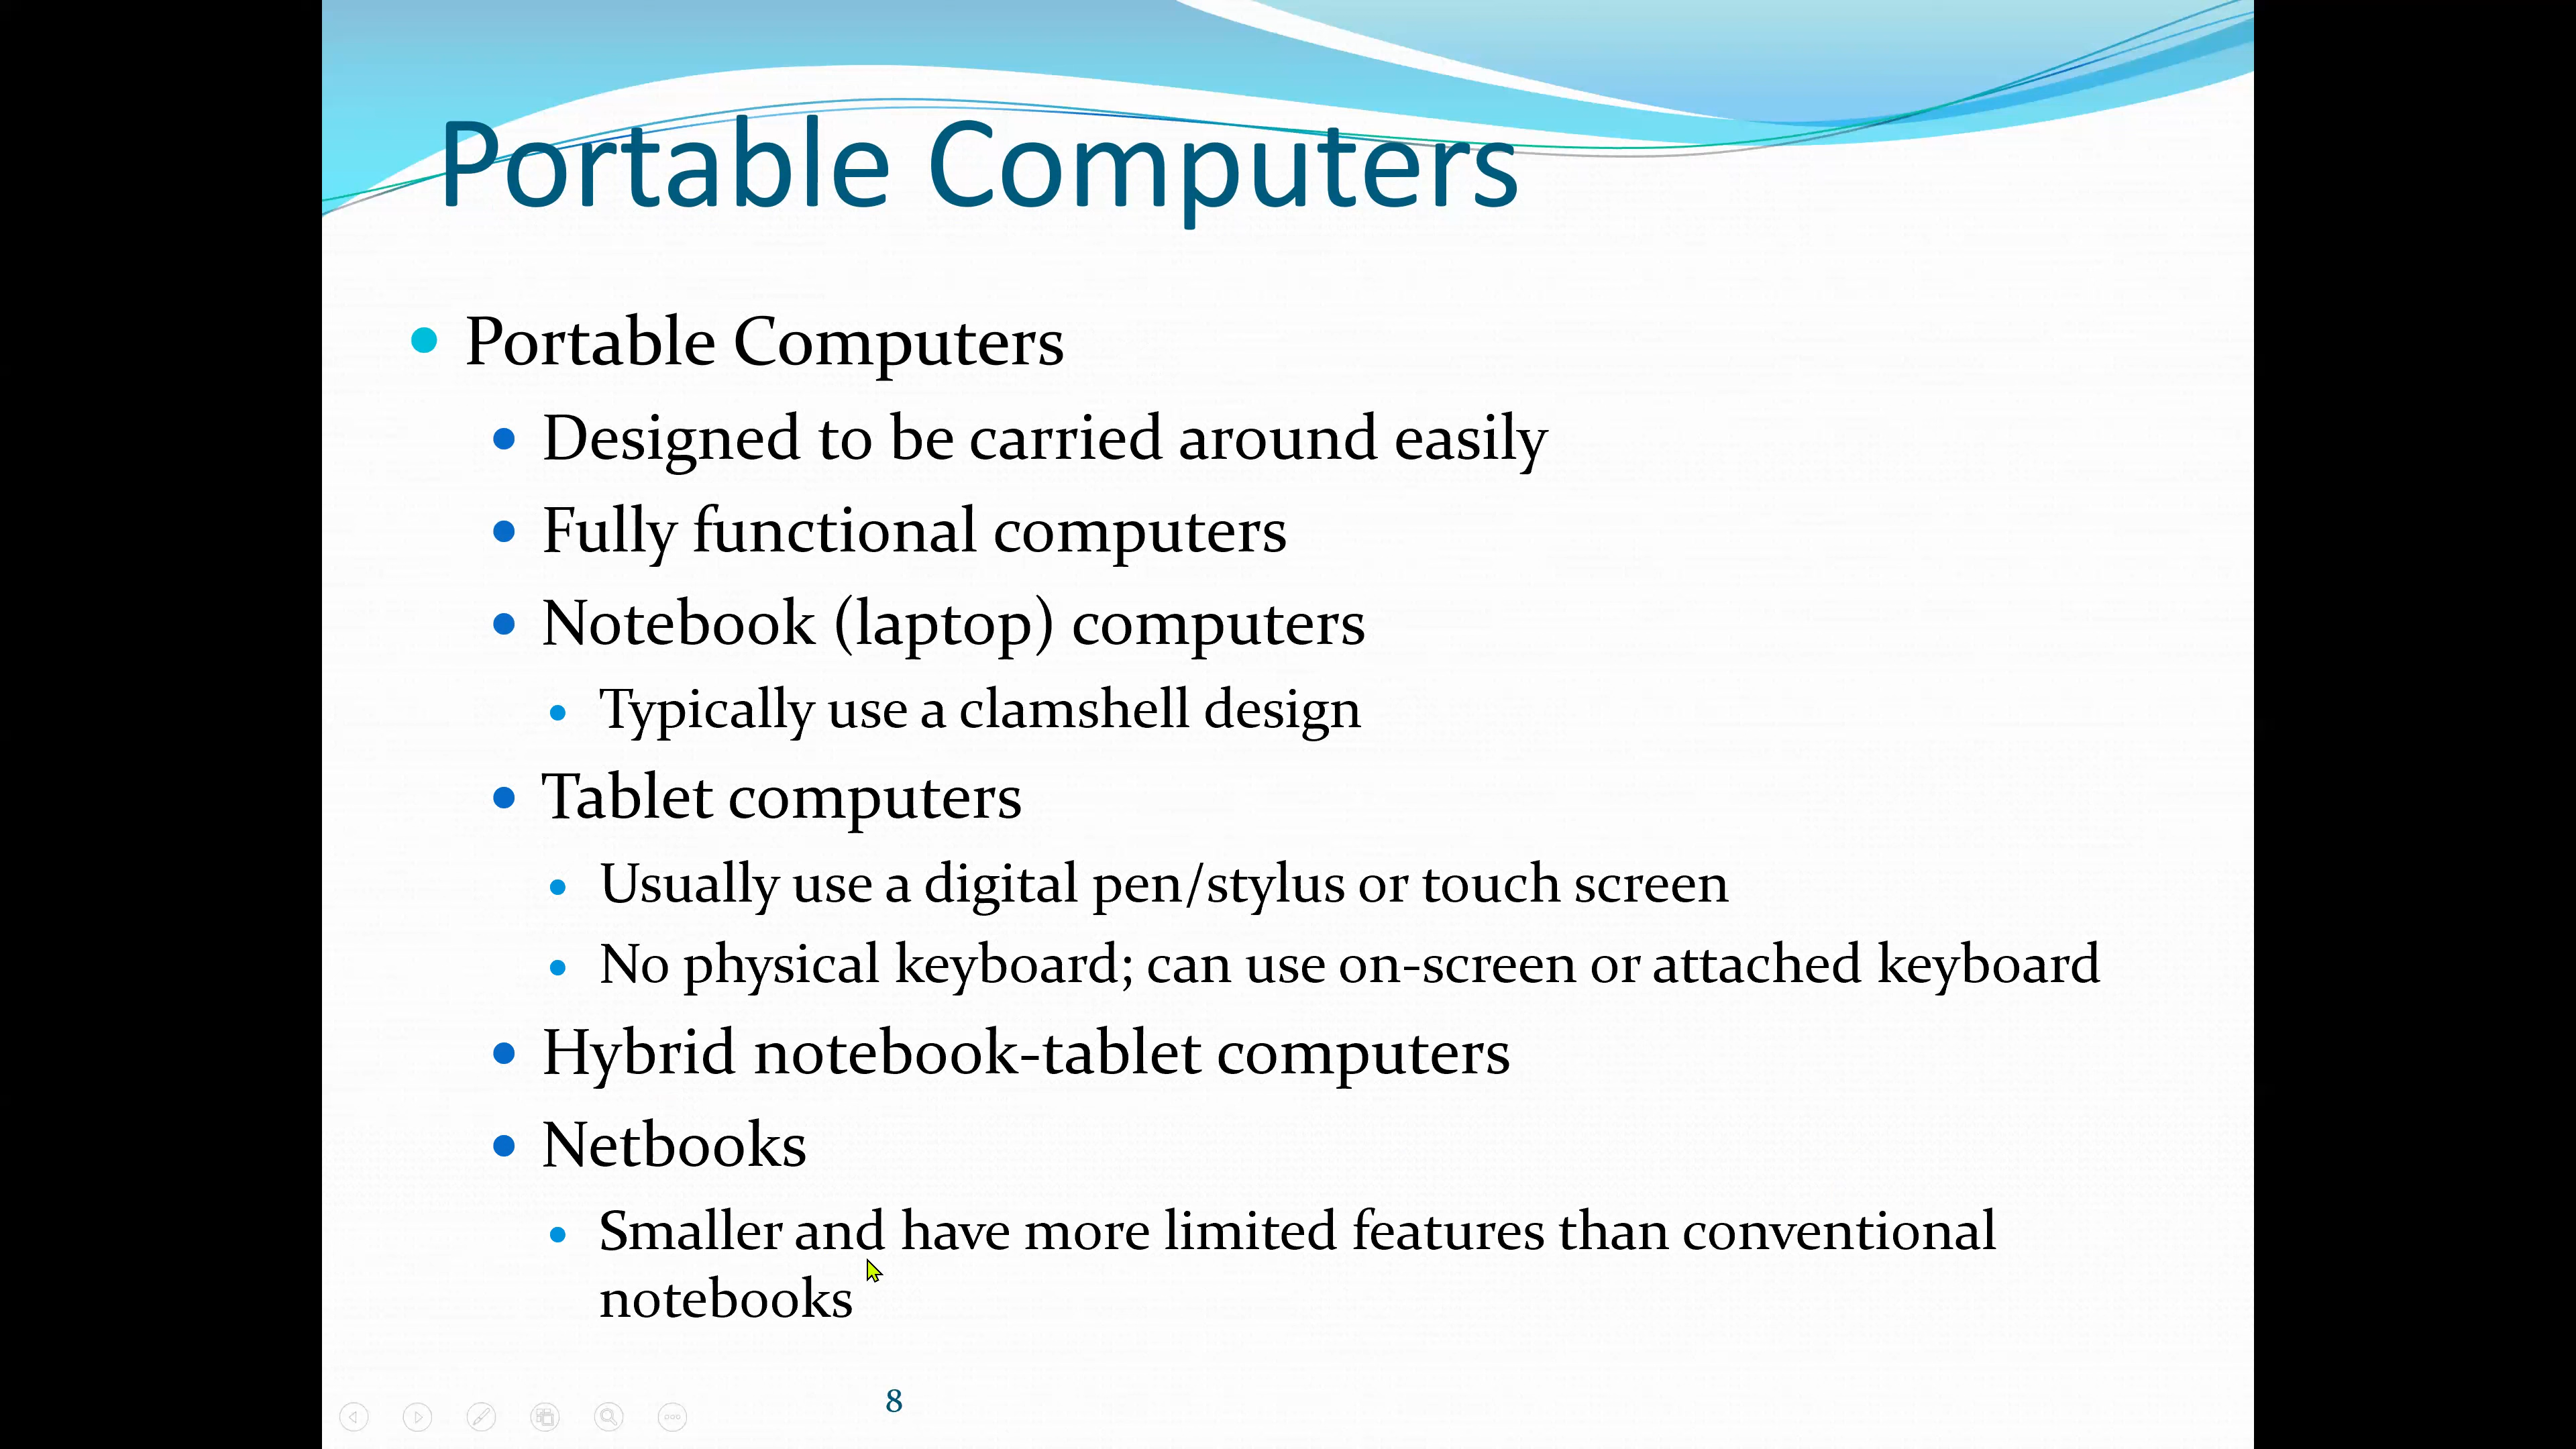 Portable Computers
• Portable Computers
• Designed to be carried around easily
• Fully functional computers
• Notebook (laptop) computers
• Typically use a clamshell design
• Tablet computers
• Usually use a digital pen/stylus or touch screen
• No physical keyboard; can use on-screen or attached keyboard
• Hybrid notebook-tablet computers
• Netbooks
• Smaller and have more limited features than conventional
notebooks
8